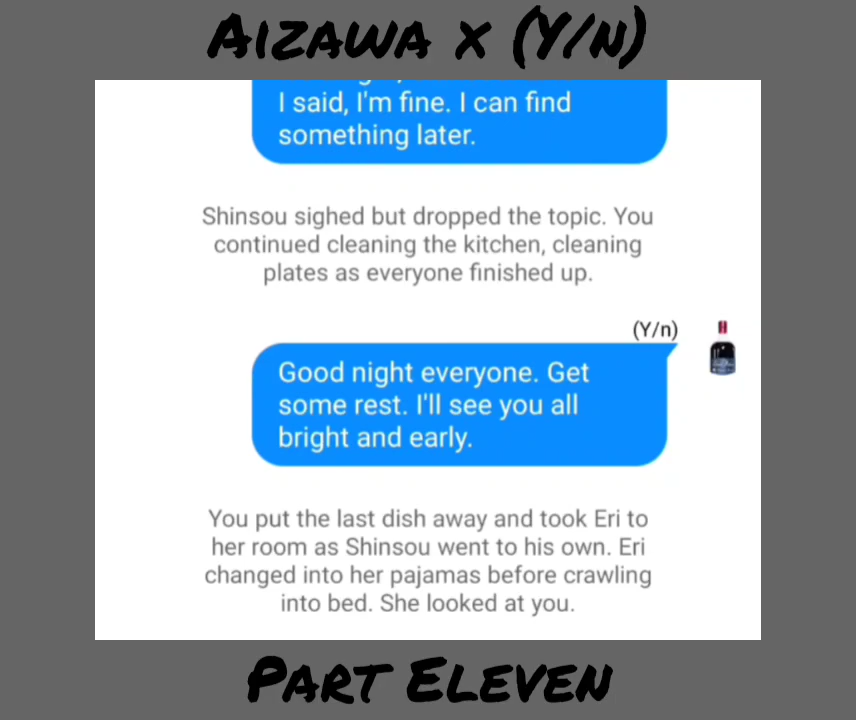 AIZAWA X (Y/N)
I said, I'm fine. I can find
something later.
Shinsou sighed but dropped the topic. You
continued cleaning the kitchen, cleaning
plates as everyone finished up.
(Y/n)
Good night everyone. Get
some rest. I'll see you all
bright and early.
You put the last dish away and took Eri to
her room as Shinsou went to his own. Eri
changed into her pajamas before crawling
into bed. She looked at you.
PART ELEVEN